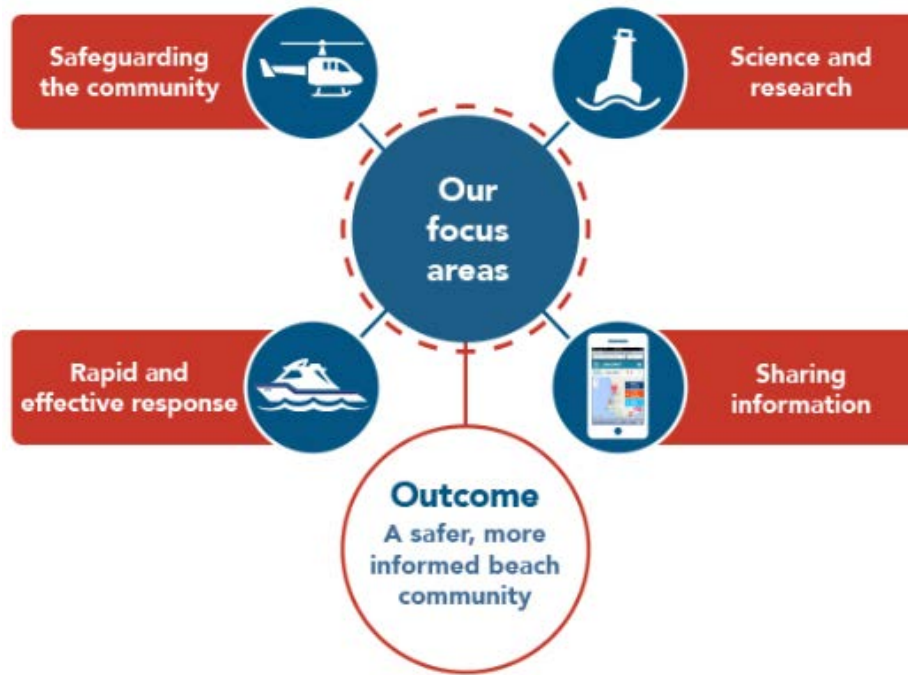 Safeguarding
the community
Science and
research
Our
focus
areas
Rapid and
effective response
Sharing
information
Outcome
A safer, more
informed beach
community